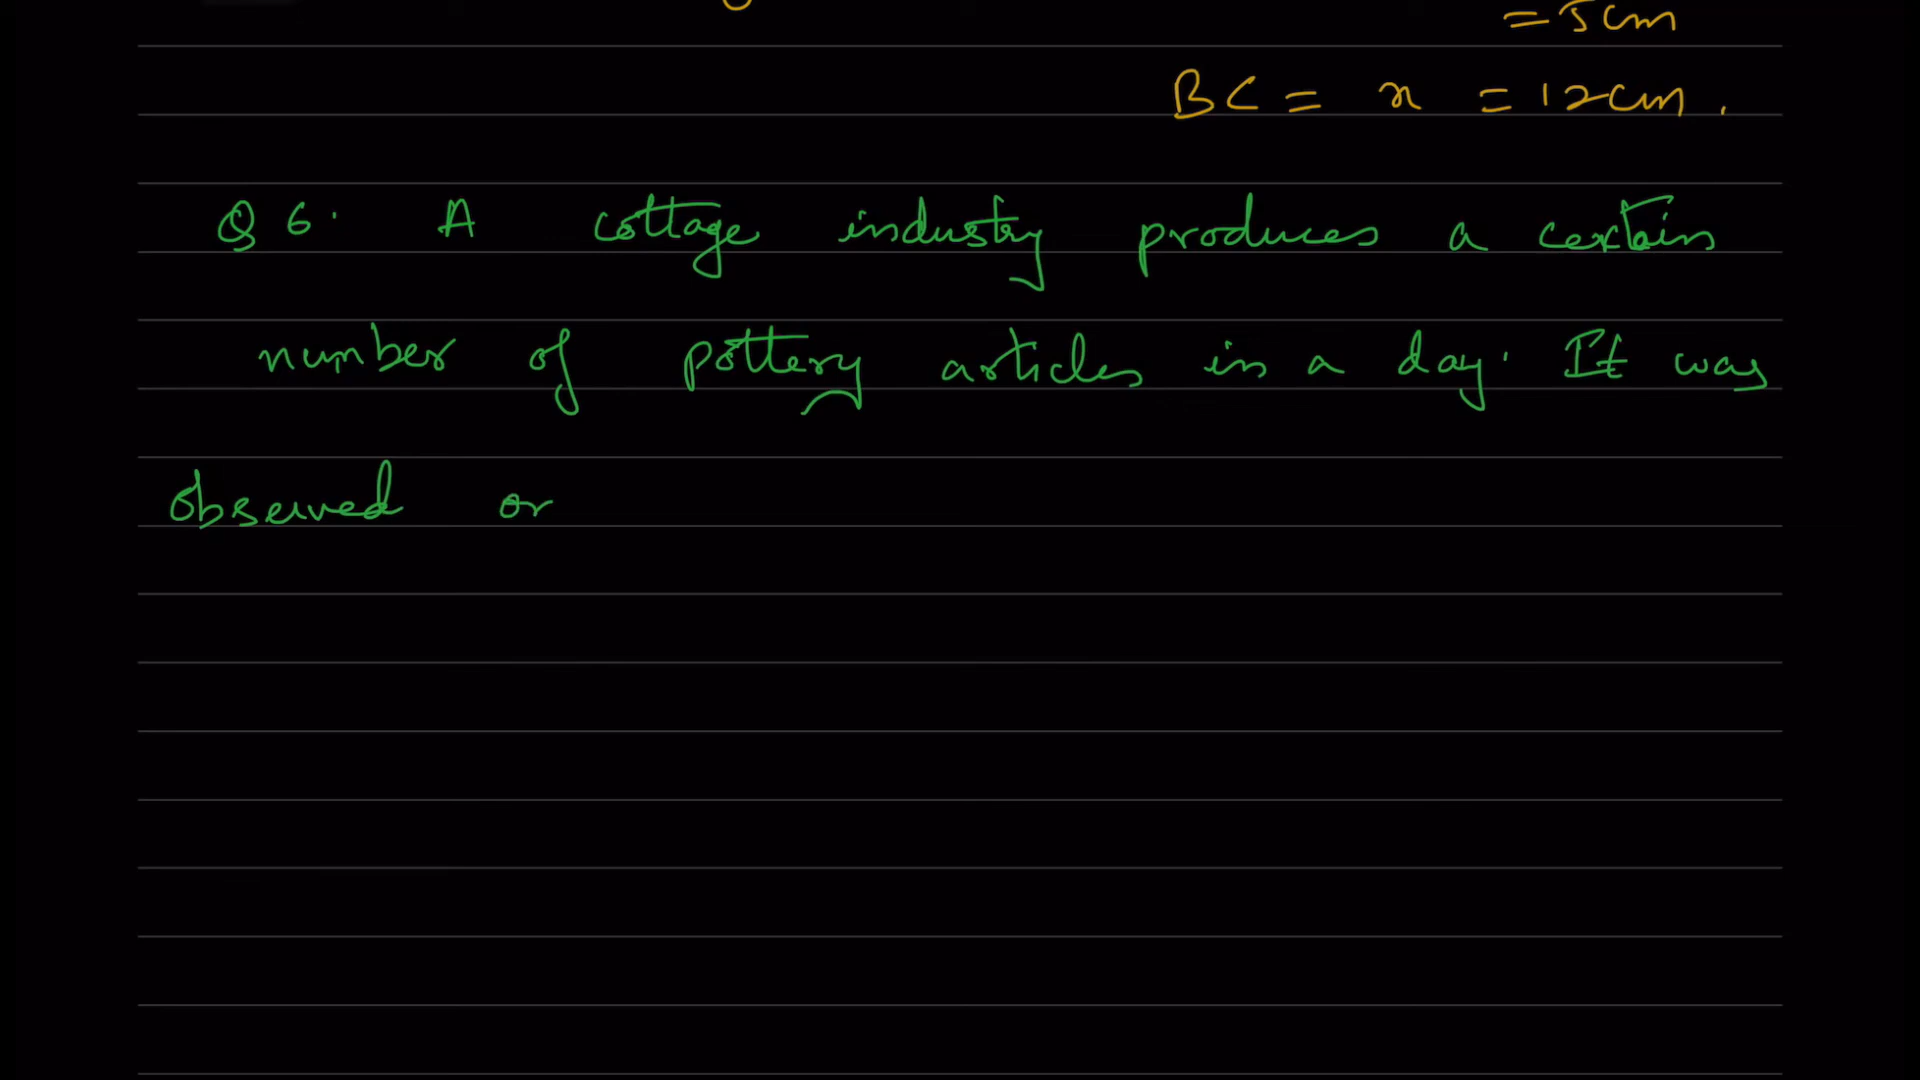 = 5cm
BC = x = 12cm.
Q 6. A cottage industry produces a certain
number of pottery articles in a day. It was
observed or